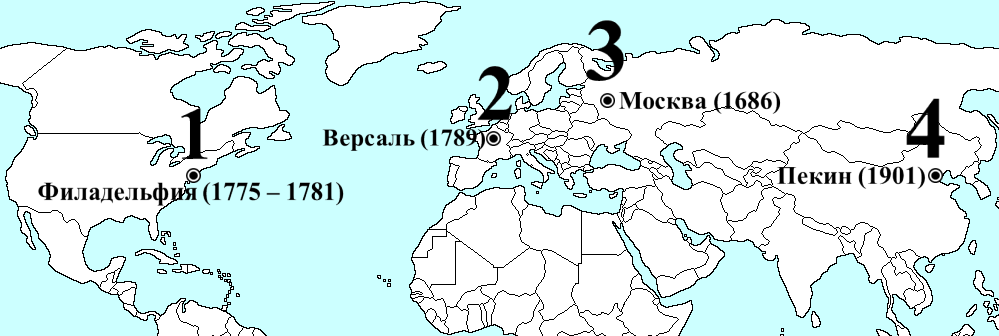 1
Филадельфия (1775 – 1781)
2
Версаль (1789)
3
Москва (1686)
4
Пекин (1901)